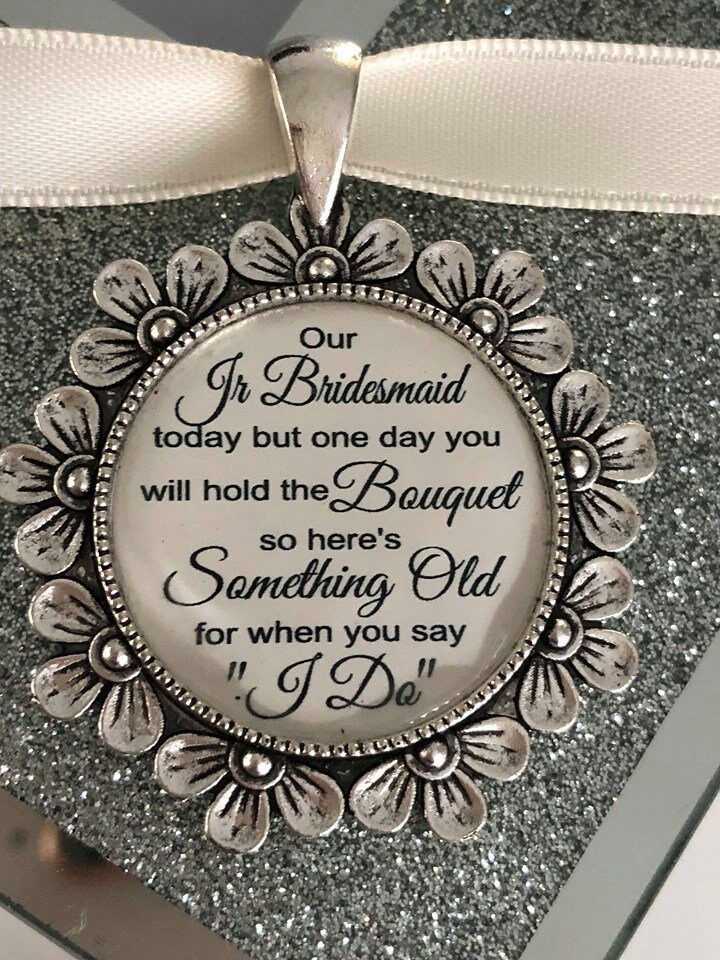 Our
Jr Bridesmaid
today but one day you
will hold the Bouquet
so here's
Something Old
for when you say
"I Do"